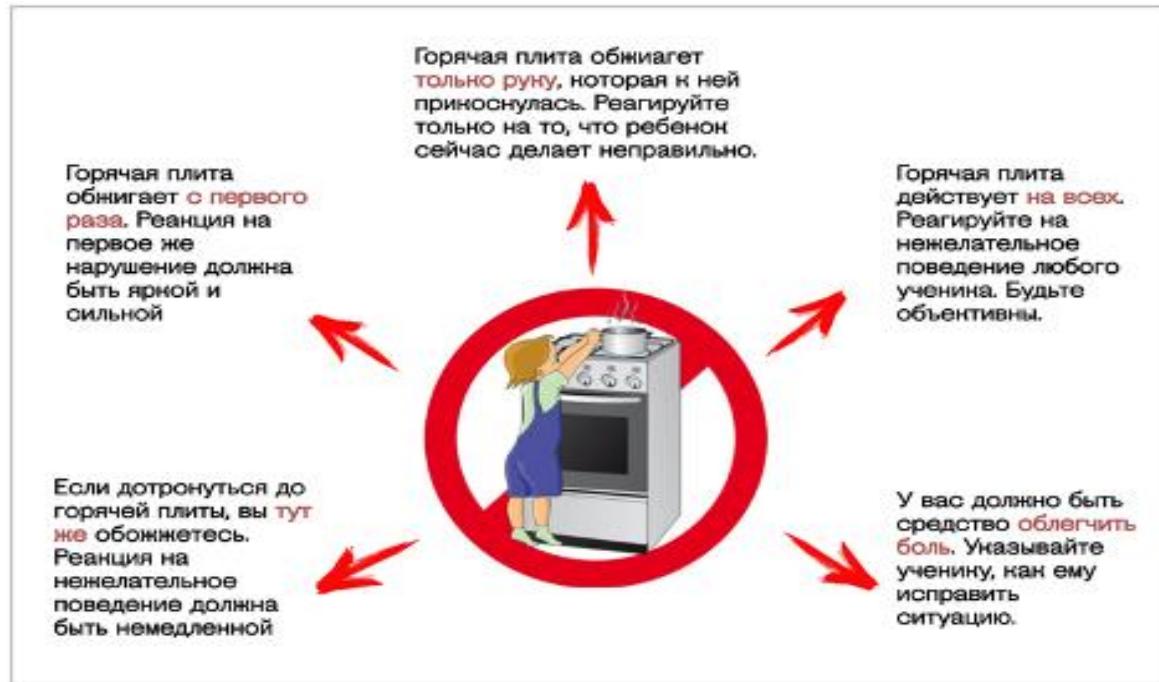 Горячая плита обжиагет
только руку, которая к ней
прикоснулась. Реагируйте
только на то, что ребенок
сейчас делает неправильно.
Горячая плита
обжигает с первого
раза. Реакция на
первое же
нарушение должна
быть яркой и
сильной
Горячая плита
действует на всех.
Реагируйте на
нежелательное
поведение любого
ученика. Будьте
объективны.
Если дотронуться до
горячей плиты, вы тут
же обожжетесь.
Реакция на
нежелательное
поведение должна
быть немедленной
У вас должно быть
средство облегчить
боль. Указывайте
ученику, как ему
исправить
ситуацию.